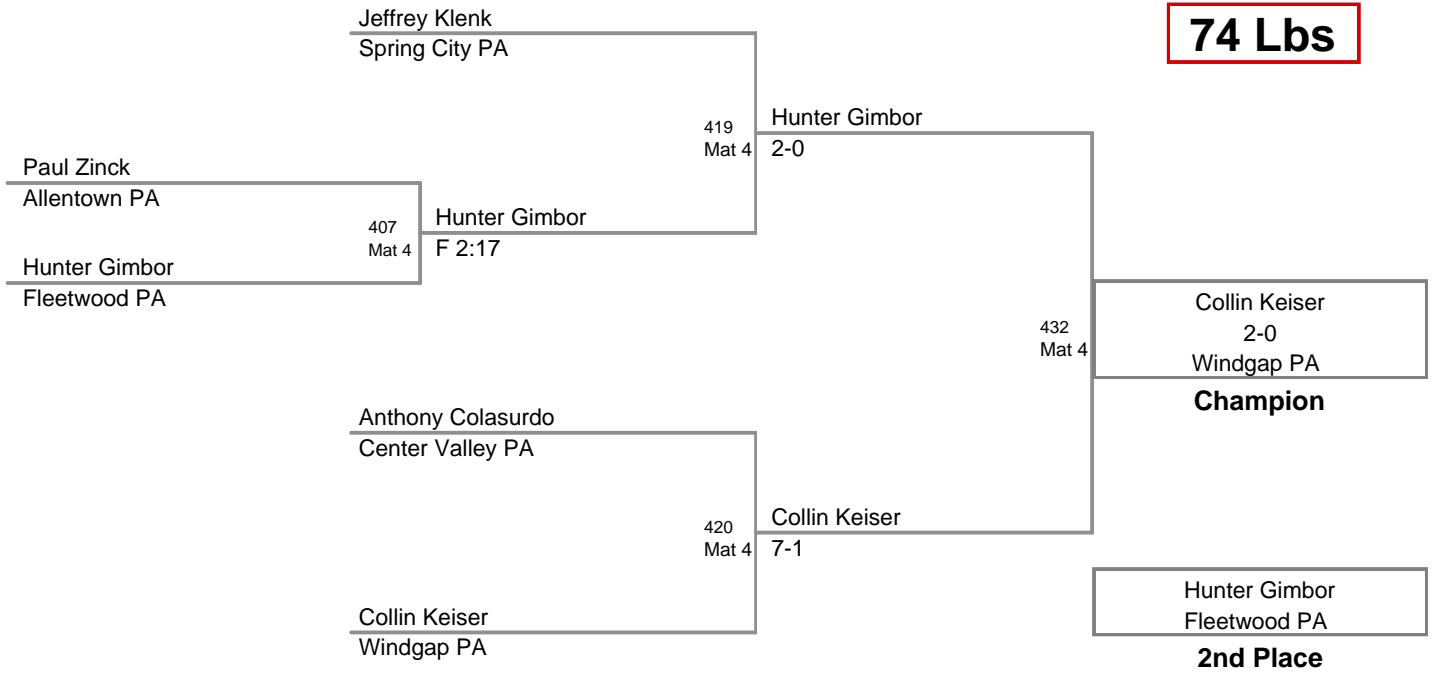 Jeffrey Klenk
Spring City PA
74 Lbs
419
Mat 4
Hunter Gimbor
2-0
Paul Zinck
Allentown PA
407
Mat 4
Hunter Gimbor
F 2:17
Hunter Gimbor
Fleetwood PA
432
Mat 4
Collin Keiser
2-0
Windgap PA
Champion
Anthony Colasurdo
Center Valley PA
420
Mat 4
Collin Keiser
7-1
Collin Keiser
Windgap PA
Hunter Gimbor
Fleetwood PA
2nd Place